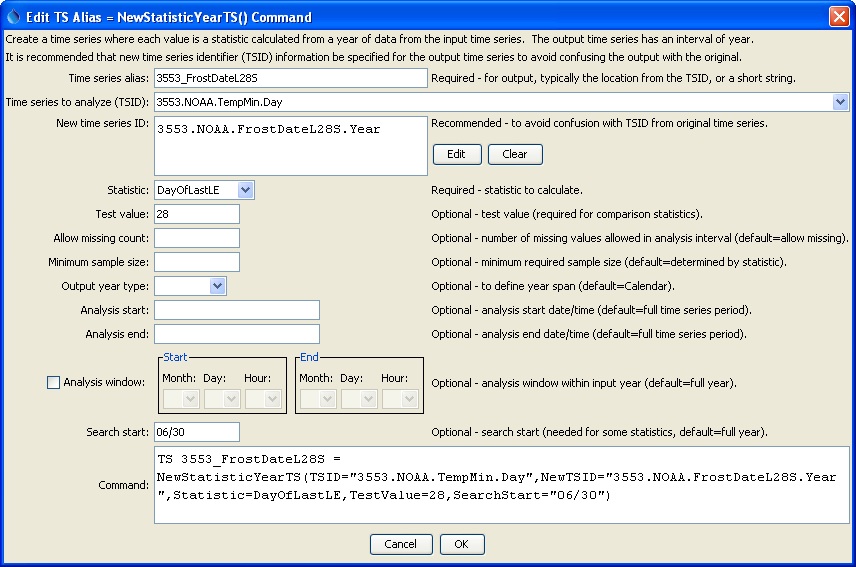 Edit TS Alias = NewStatisticYearTS() Command
Create a time series where each value is a statistic calculated from a year of data from the input time series. The output time series has an interval of year.
It is recommended that new time series identifier (TSID) information be specified for the output time series to avoid confusing the output with the original.
Time series alias: 3553_FrostDateL28S Required - for output, typically the location from the TSID, or a short string.
Time series to analyze (TSID): 3553.NOAA.TempMin.Day
New time series ID: 3553.NOAA.FrostDateL28S.Year Recommended - to avoid confusion with TSID from original time series.
Edit Clear
Statistic: DayOfLastLE Required - statistic to calculate.
Test value: 28 Optional - test value (required for comparison statistics).
Allow missing count: Optional - number of missing values allowed in analysis interval (default=allow missing).
Minimum sample size: Optional - minimum required sample size (default=determined by statistic).
Output year type: Optional - to define year span (default=Calendar).
Analysis start: Optional - analysis start date/time (default=full time series period).
Analysis end: Optional - analysis end date/time (default=full time series period).
Start End
Month: Day: Hour: Month: Day: Hour:
Analysis window: Optional - analysis window within input year (default=full year).
Search start: 06/30 Optional - search start (needed for some statistics, default=full year).
TS 3553_FrostDateL28S =
Command: NewStatisticYearTS(TSID="3553.NOAA.TempMin.Day",NewTSID="3553.NOAA.FrostDateL28S.Year
",Statistic=DayOfLastLE,TestValue=28,SearchStart="06/30")
Cancel OK